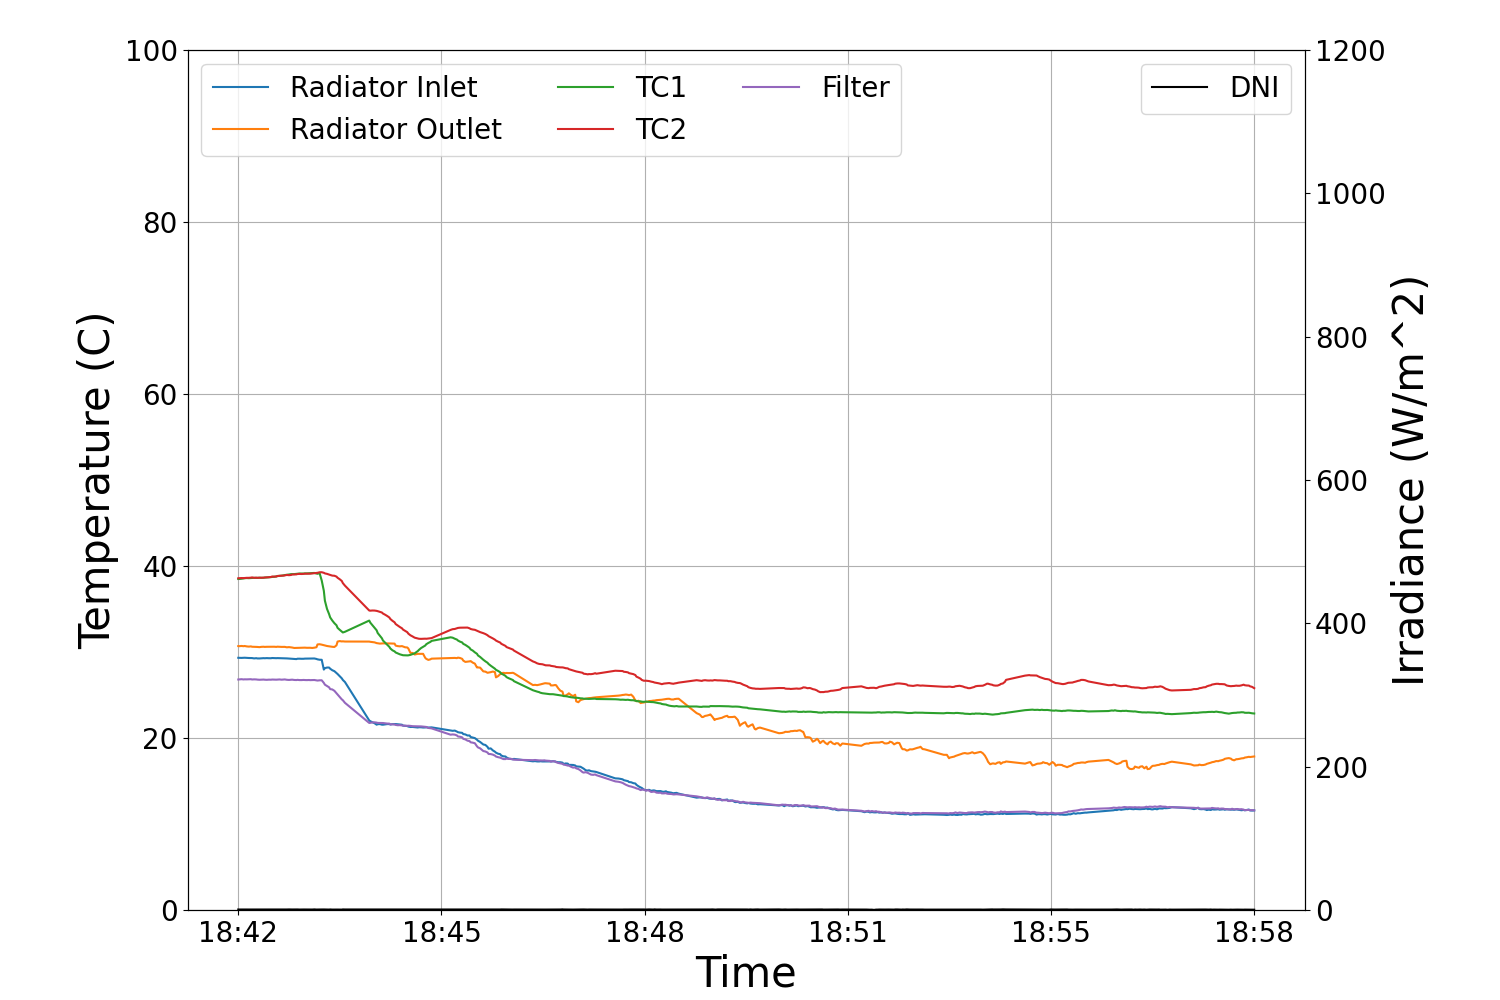 Radiator Inlet
Radiator Outlet
TC1
TC2
Filter
DNI
Temperature (C)
100
80
60
40
20
0
1200
1000
800
600
400
200
0
Irradiance (W/m^2)
18:42 18:45 18:48 18:51 18:55 18:58
Time